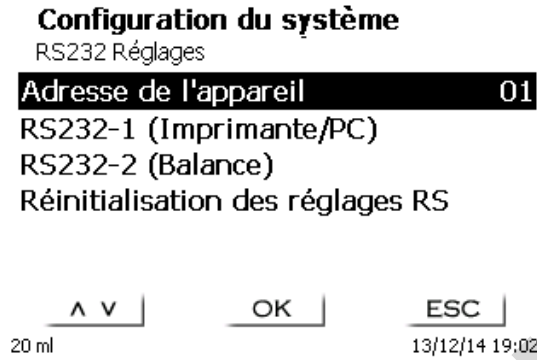 Configuration du système
RS232 Réglages
Adresse de l'appareil 01
RS232-1 (Imprimante/PC)
RS232-2 (Balance)
Réinitialisation des réglages RS
∧ ∨ OK ESC
20 ml 13/12/14 19:02